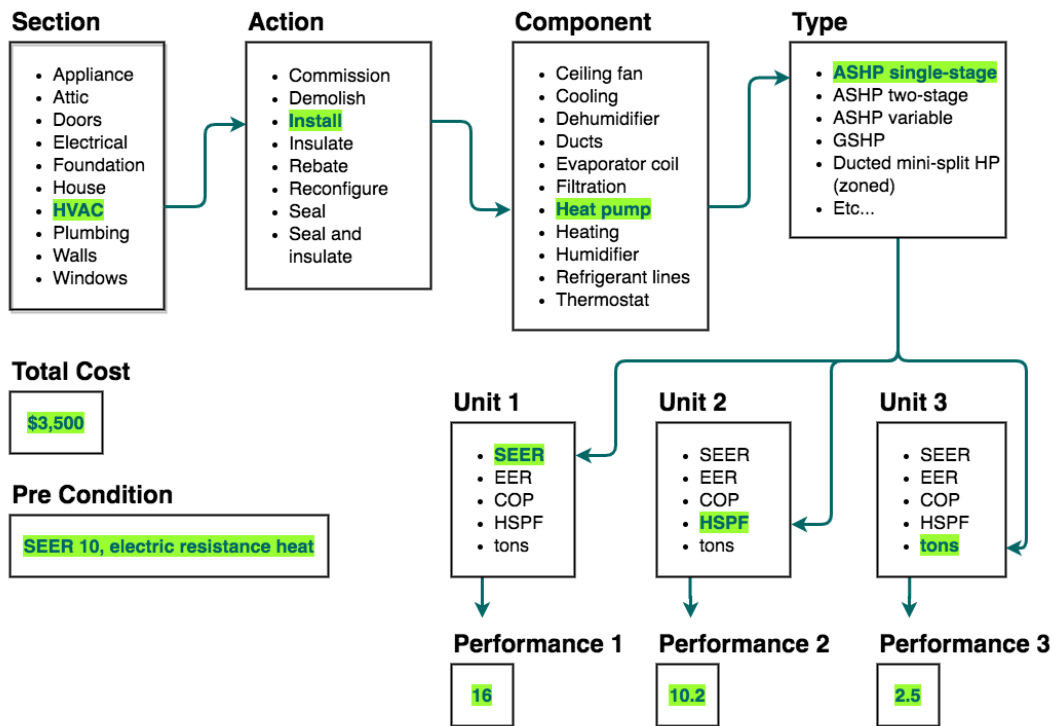 Section
Appliance
Attic
Doors
Electrical
Foundation
House
HVAC
Plumbing
Walls
Windows
Action
Commission
Demolish
Install
Insulate
Rebate
Reconfigure
Seal
Seal and
insulate
Component
Ceiling fan
Cooling
Dehumidifier
Ducts
Evaporator coil
Filtration
Heat pump
Heating
Humidifier
Refrigerant lines
Thermostat
Type
ASHP single-stage
ASHP two-stage
ASHP variable
GSHP
Ducted mini-split HP
(zoned)
Etc...
Total Cost
$3,500
Pre Condition
SEER 10, electric resistance heat
Unit 1
SEER
EER
COP
HSPF
tons
Performance 1
16
Unit 2
SEER
EER
COP
HSPF
tons
Performance 2
10.2
Unit 3
SEER
EER
COP
HSPF
tons
Performance 3
2.5